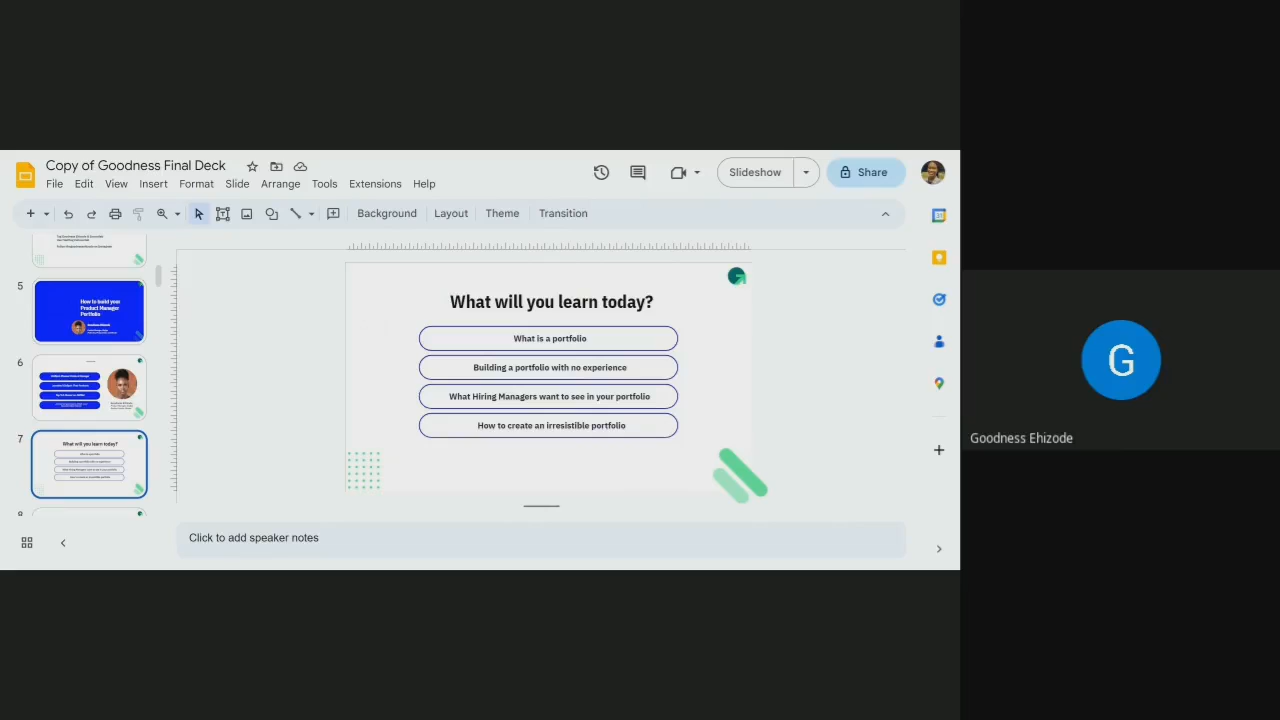 Copy of Goodness Final Deck
File Edit View Insert Format Slide Arrange Tools Extensions Help
Slideshow
Share
Background Layout Theme Transition
5
How to build your
Product Manager
Portfolio
6
7
What will you learn today?
8
What will you learn today?
What is a portfolio
Building a portfolio with no experience
What Hiring Managers want to see in your portfolio
How to create an irresistible portfolio
Click to add speaker notes
G
Goodness Ehizode